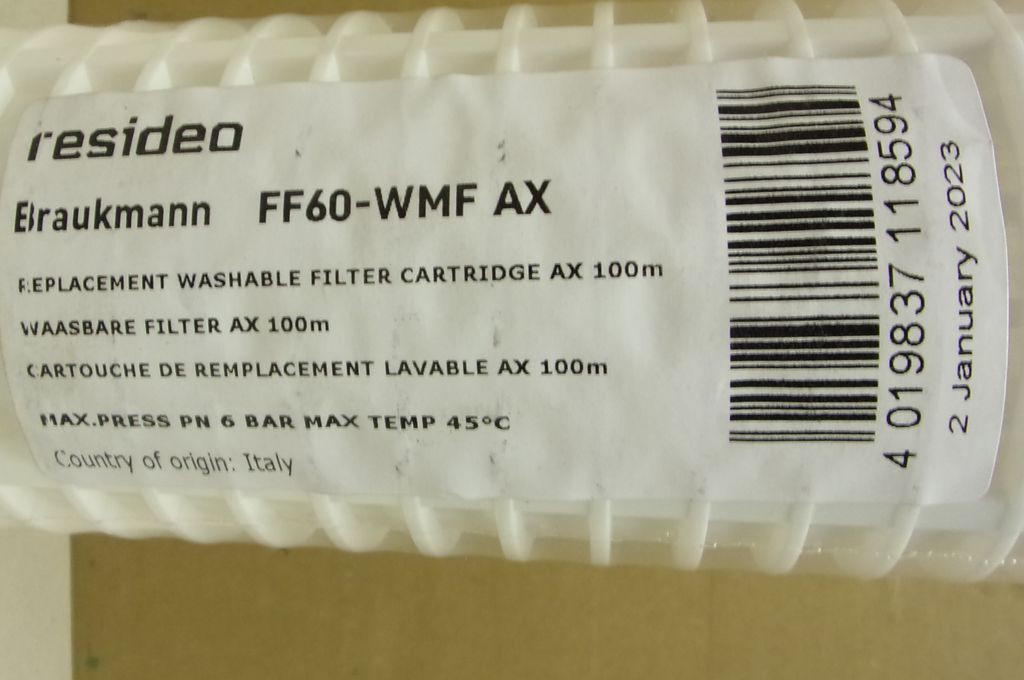 resideo
Braukmann FF60-WMF AX
REPLACEMENT WASHABLE FILTER CARTRIDGE AX 100m
WAASBARE FILTER AX 100m
CARTOUCHE DE REMPLACEMENT LAVABLE AX 100m
MAX.PRESS PN 6 BAR MAX TEMP 45°C
Country of origin: Italy
4 019837 118594
2 January 2023